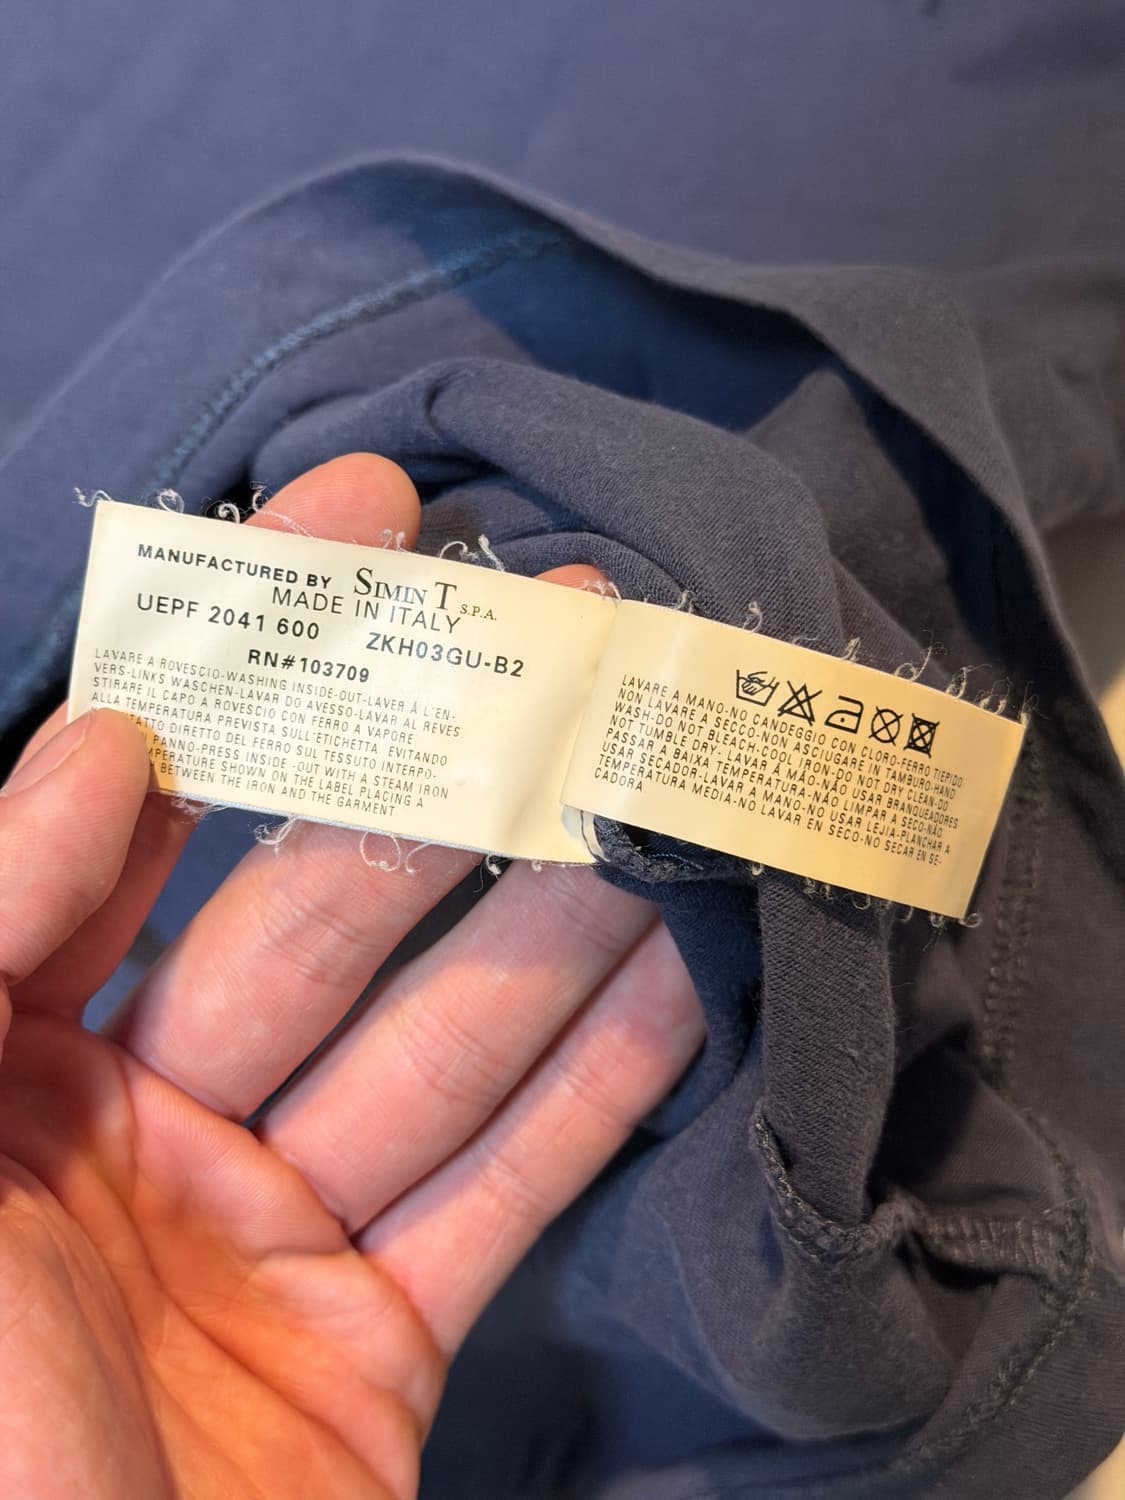 MANUFACTURED BY SIMIN T S.P.A.
MADE IN ITALY
UEPF 2041 600 ZKH03GU-B2
RN#103709
LAVARE A ROVESCIO-WASHING INSIDE-OUT-LAVER À L'EN-
VERS-LINKS WASCHEN-LAVAR DO AVESSO-LAVAR AL REVES
STIRARE IL CAPO A ROVESCIO CON FERRO A VAPORE
ALLA TEMPERATURA PREVISTA SULL'ETICHETTA EVITANDO
DIRETTO DEL FERRO SUL TESSUTO INTERPO-
PANNO-PRESS INSIDE -OUT WITH A STEAM IRON
SHOWN ON THE LABEL PLACING A
BETWEEN THE IRON AND THE GARMENT
LAVARE A MANO-NO CANDEGGIO CON CLORO-FERRO TIEPIDO
NON LAVARE A SECCO-NON ASCIUGARE IN TAMBURO-HAND
WASH-DO NOT BLEACH-COOL IRON-DO NOT DRY CLEAN-DO
NOT TUMBLE DRY-LAVAR À MÃO-NÃO USAR BRANQUEADORES
PASSAR A BAIXA TEMPERATURA-NÃO LIMPAR A SECO-NÃO
USAR SECADOR-LAVAR A MANO-NO USAR LEJIA-PLANCHAR A
TEMPERATURA MEDIA-NO LAVAR EN SECO-NO SECAR EN SE-
CADORA